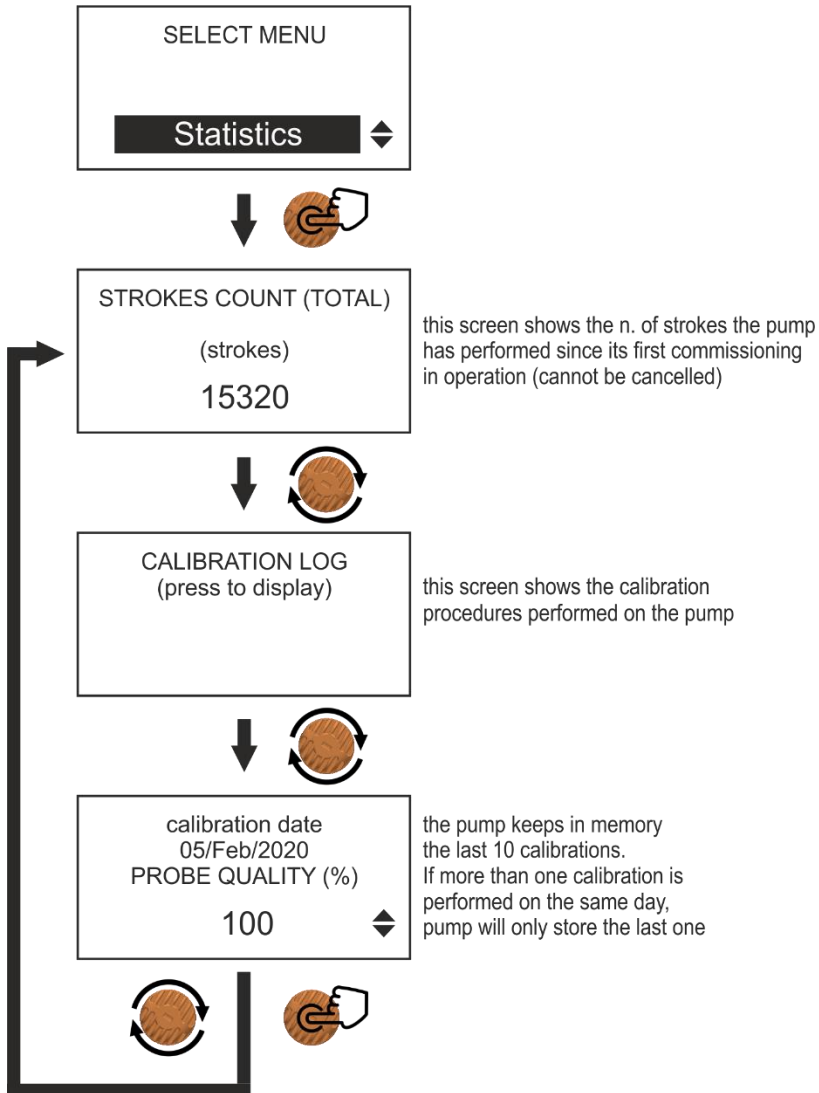 SELECT MENU
Statistics
STROKES COUNT (TOTAL)
(strokes)
15320
this screen shows the n. of strokes the pump
has performed since its first commissioning
in operation (cannot be cancelled)
CALIBRATION LOG
(press to display)
this screen shows the calibration
procedures performed on the pump
calibration date
05/Feb/2020
PROBE QUALITY (%)
100
the pump keeps in memory
the last 10 calibrations.
If more than one calibration is
performed on the same day,
pump will only store the last one